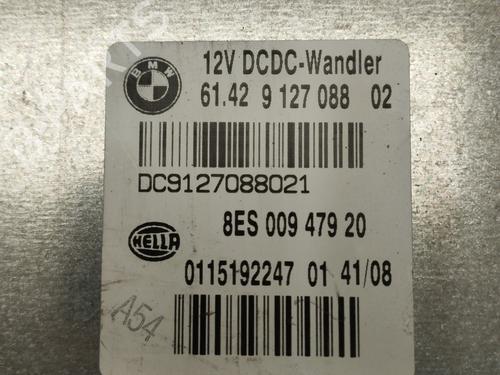 BMW
12V DCDC-Wandler
61.42 9 127 088 02
DC9127088021
HELLA
8ES 009 479 20
0115192247 01 41/08
A54